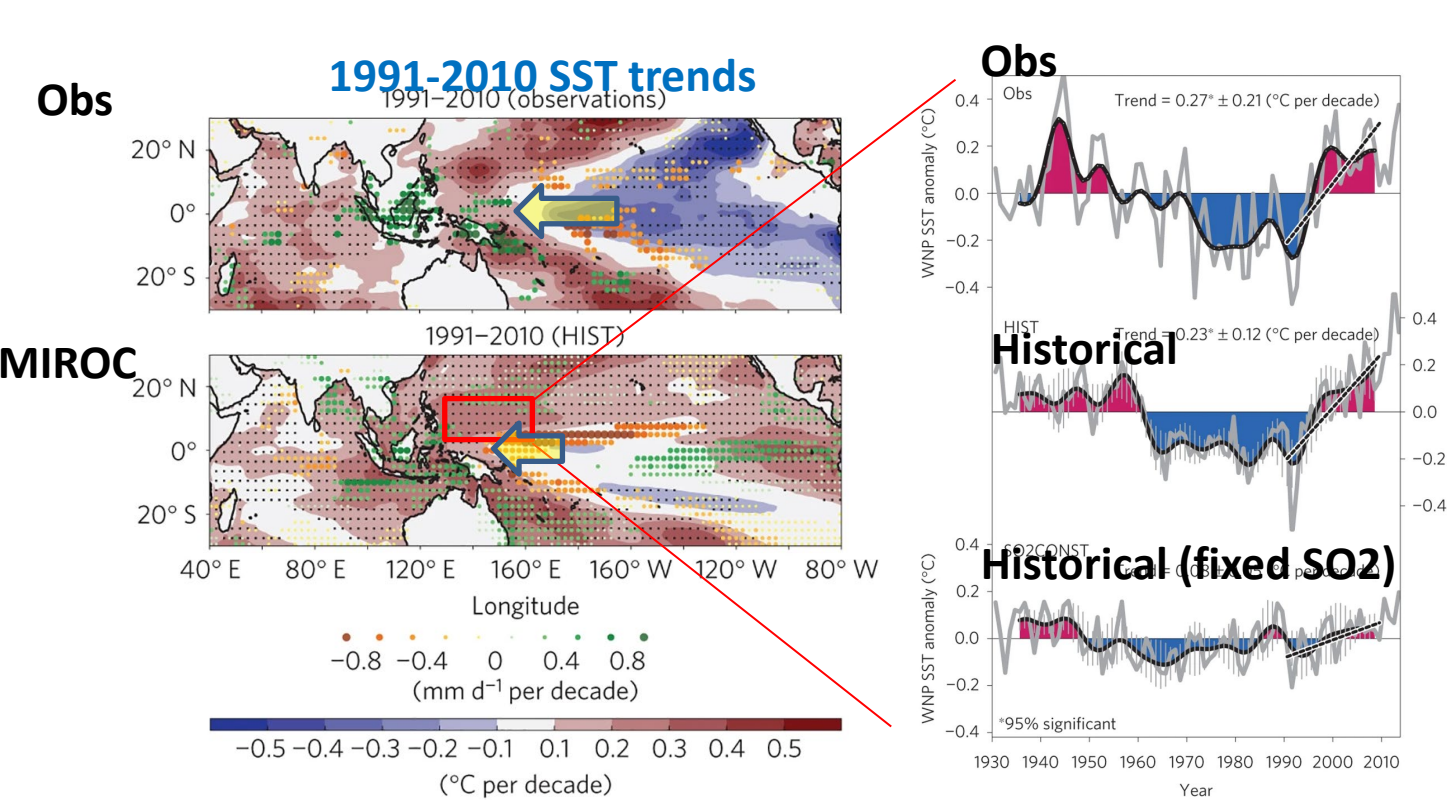 1991-2010 SST trends
Obs
1991–2010 (observations)
20° N
0°
20° S
MIROC
1991–2010 (HIST)
20° N
0°
20° S
40° E 80° E 120° E 160° E 160° W 120° W 80° W
Longitude
−0.8 −0.4 0 0.4 0.8
(mm d⁻¹ per decade)
−0.5 −0.4 −0.3 −0.2 −0.1 0.1 0.2 0.3 0.4 0.5
(°C per decade)
Obs
Obs
Trend = 0.27* ± 0.21 (°C per decade)
WNP SST anomaly (°C)
0.4
0.2
0.0
−0.2
−0.4
HIST
Trend = 0.23* ± 0.12 (°C per decade)
Historical
0.4
0.2
0.0
−0.2
−0.4
SO2CONST
Historical (fixed SO2)
WNP SST anomaly (°C)
0.4
0.2
0.0
−0.2
−0.4
*95% significant
1930 1940 1950 1960 1970 1980 1990 2000 2010
Year